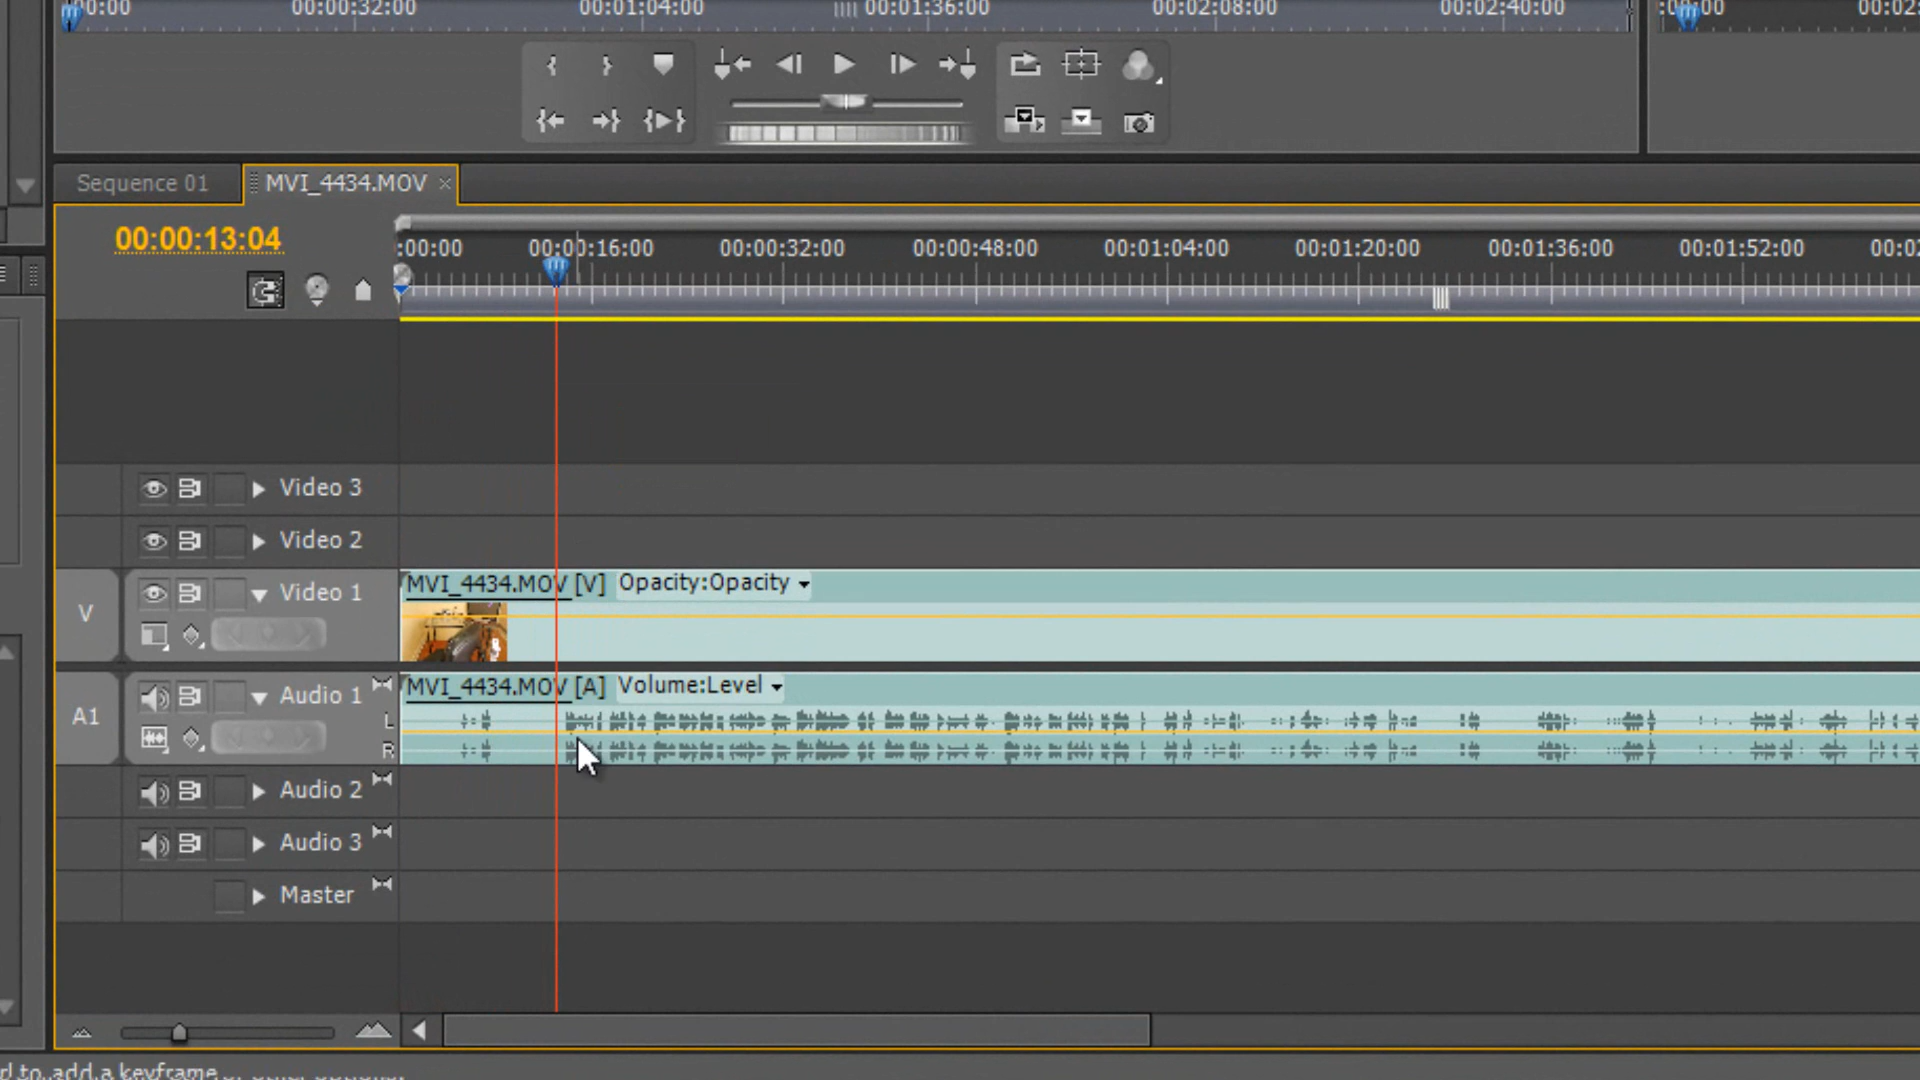 :00:00 00:00:32:00 00:01:04:00 00:01:36:00 00:02:08:00 00:02:40:00 00:02:
Sequence 01 MVI_4434.MOV
00:00:13:04
:00:00 00:00:16:00 00:00:32:00 00:00:48:00 00:01:04:00 00:01:20:00 00:01:36:00 00:01:52:00 00:02
Video 3
Video 2
V Video 1 MVI_4434.MOV [V] Opacity:Opacity
A1 Audio 1 MVI_4434.MOV [A] Volume:Level
L
R
Audio 2
Audio 3
Master
d to add a keyframe